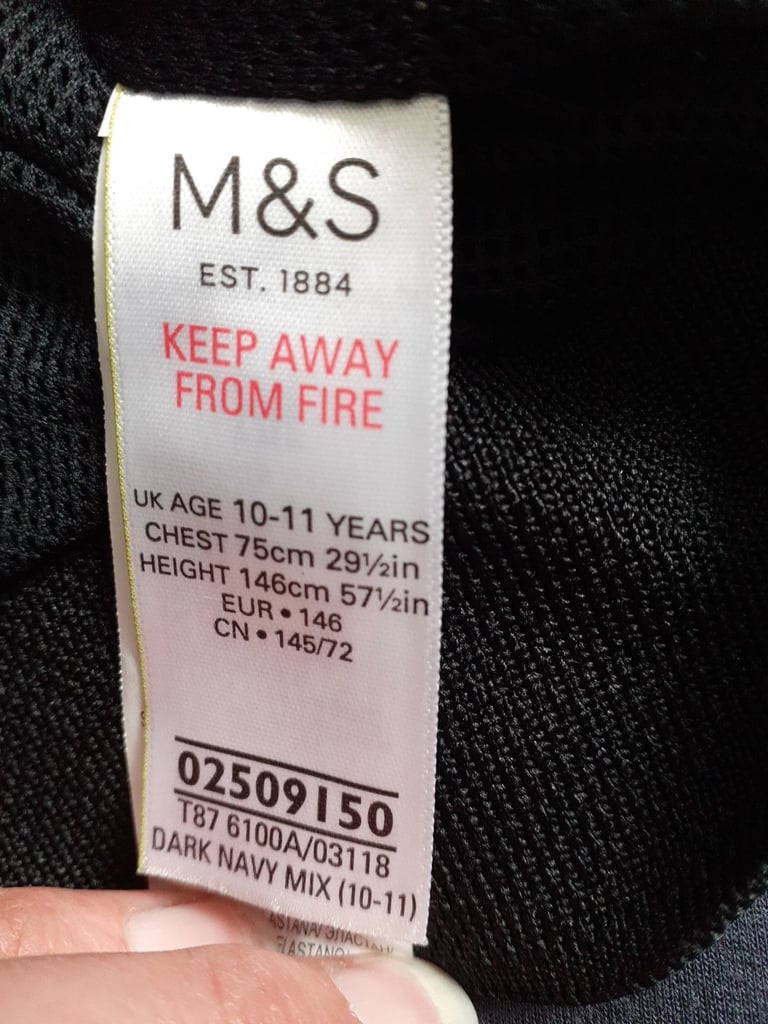 M&S
EST. 1884
KEEP AWAY
FROM FIRE
UK AGE 10-11 YEARS
CHEST 75cm 29½in
HEIGHT 146cm 57½in
EUR • 146
CN • 145/72
02509150
T87 6100A/03118
DARK NAVY MIX (10-11)
ELASTANO